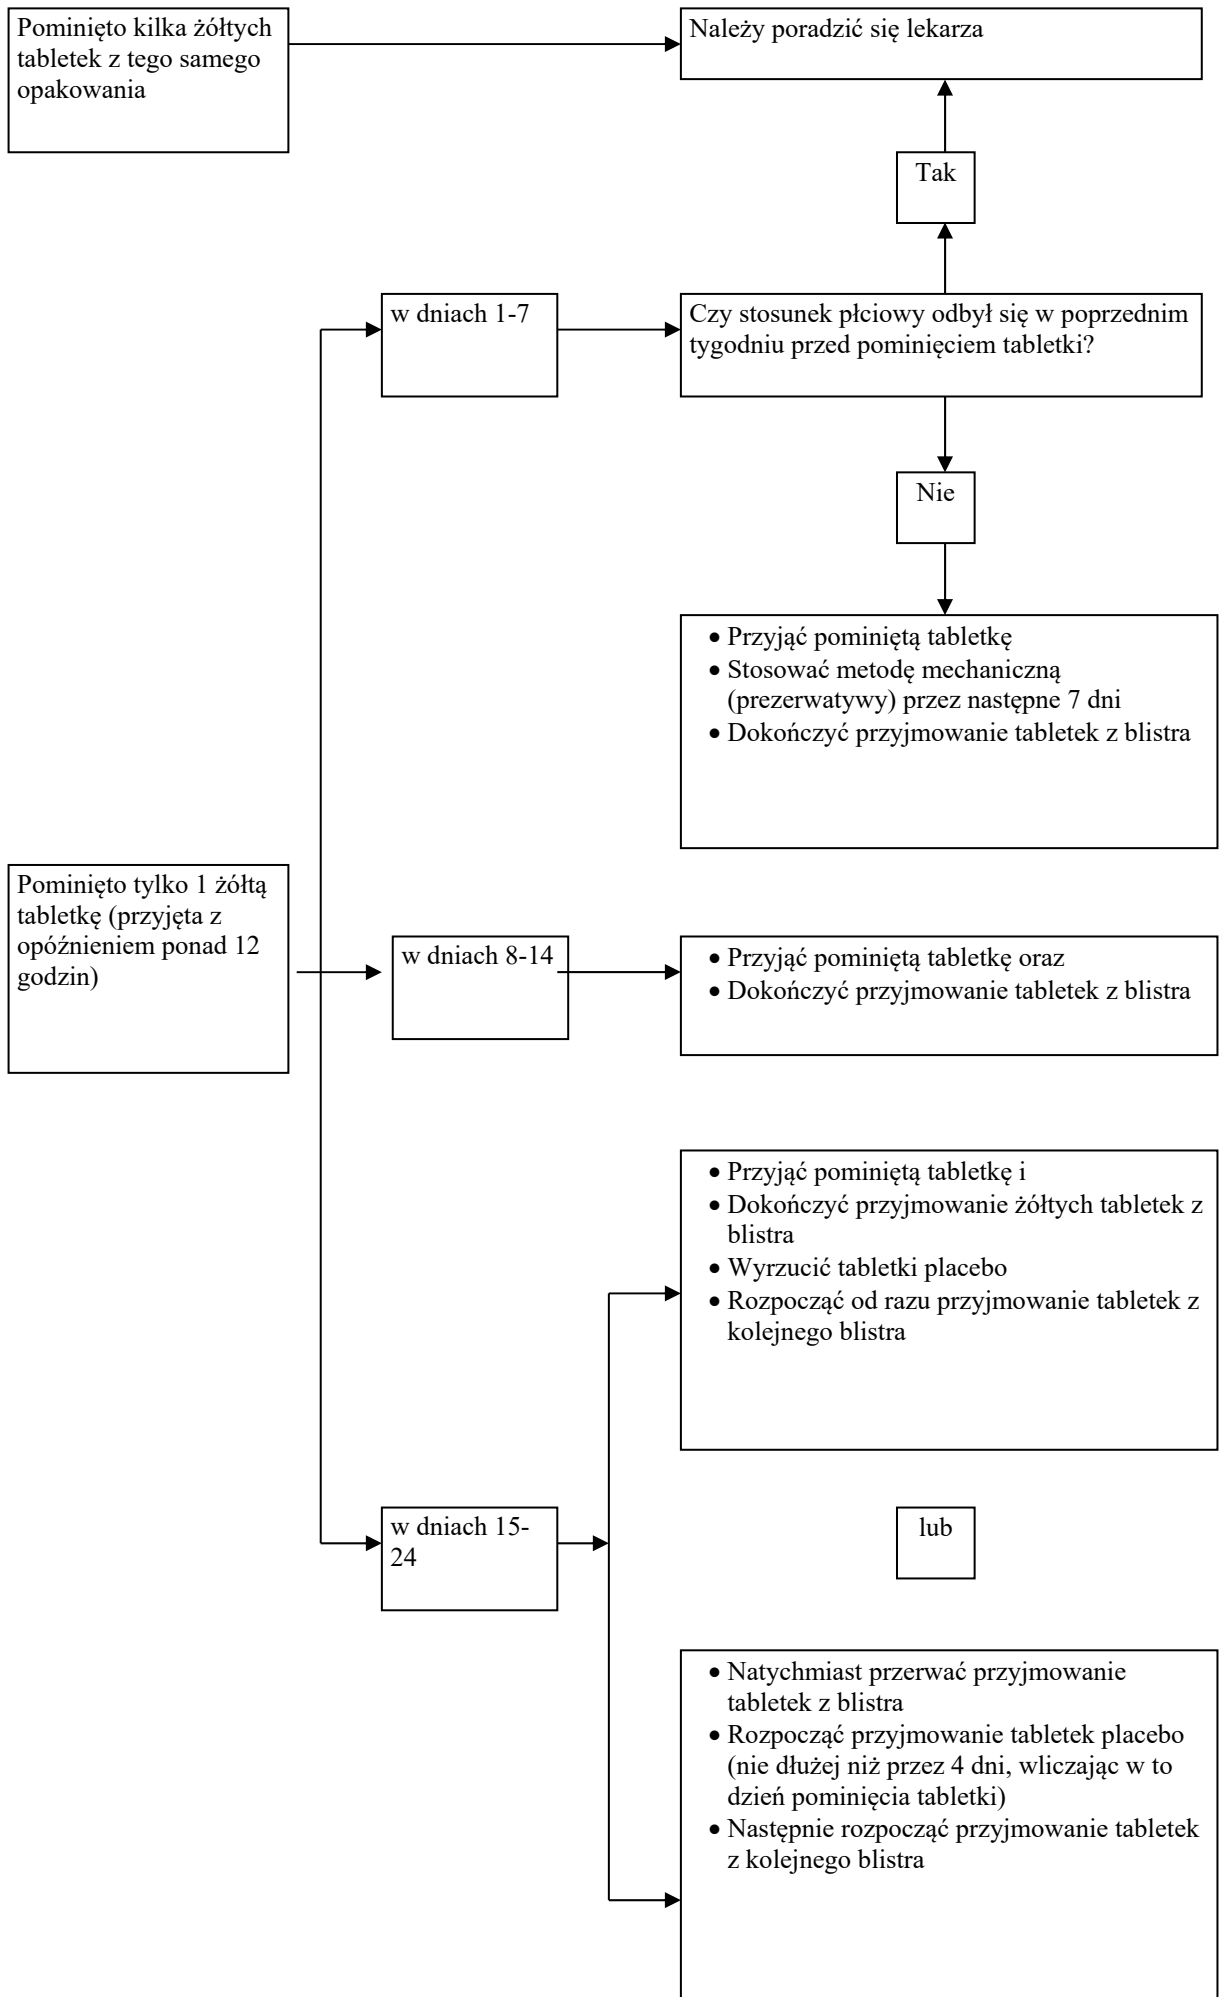 Pominięto kilka żółtych
tabletek z tego samego
opakowania
Należy poradzić się lekarza
Tak
w dniach 1-7
Czy stosunek płciowy odbył się w poprzednim
tygodniu przed pominięciem tabletki?
Nie
• Przyjąć pominiętą tabletkę
• Stosować metodę mechaniczną
(prezerwatywy) przez następne 7 dni
• Dokończyć przyjmowanie tabletek z blistra
Pominięto tylko 1 żółtą
tabletkę (przyjęta z
opóźnieniem ponad 12
godzin)
w dniach 8-14
• Przyjąć pominiętą tabletkę oraz
• Dokończyć przyjmowanie tabletek z blistra
• Przyjąć pominiętą tabletkę i
• Dokończyć przyjmowanie żółtych tabletek z
blistra
• Wyrzucić tabletki placebo
• Rozpocząć od razu przyjmowanie tabletek z
kolejnego blistra
w dniach 15-
24
lub
• Natychmiast przerwać przyjmowanie
tabletek z blistra
• Rozpocząć przyjmowanie tabletek placebo
(nie dłużej niż przez 4 dni, wliczając w to
dzień pominięcia tabletki)
• Następnie rozpocząć przyjmowanie tabletek
z kolejnego blistra